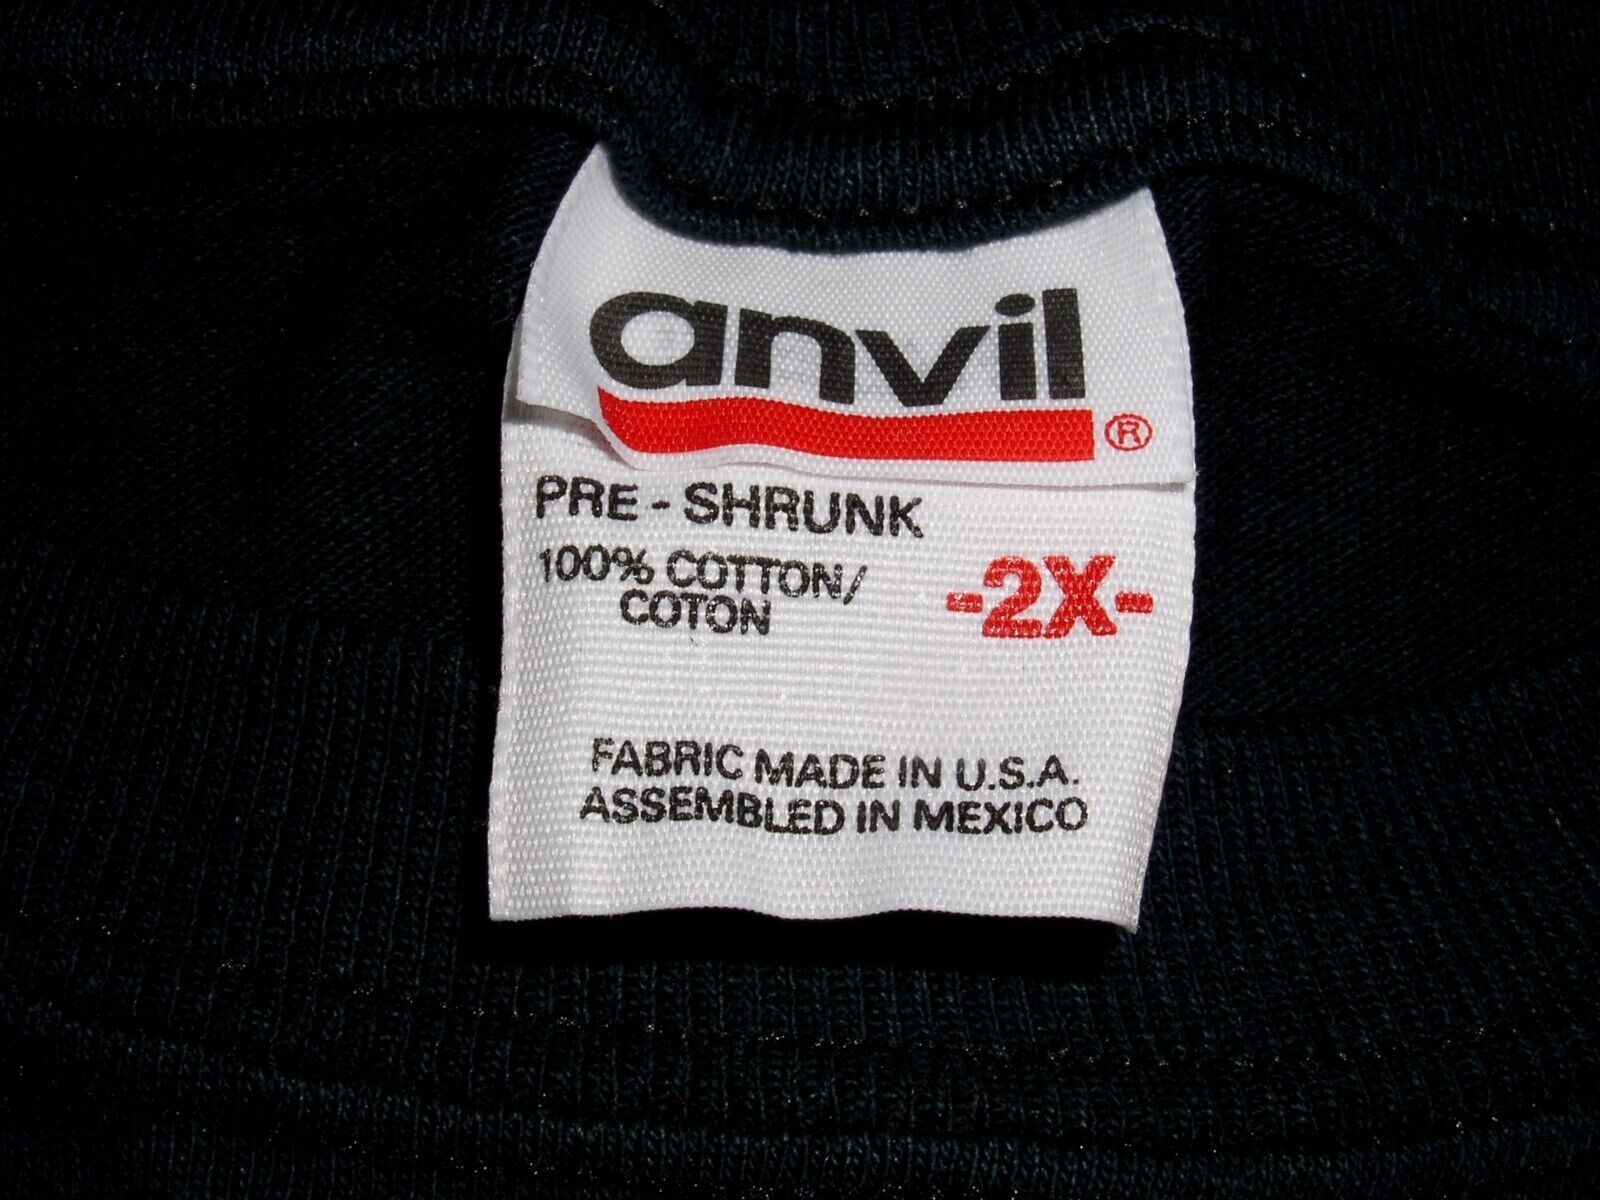 anvil®
PRE - SHRUNK
100% COTTON/
COTON
-2X-
FABRIC MADE IN U.S.A.
ASSEMBLED IN MEXICO